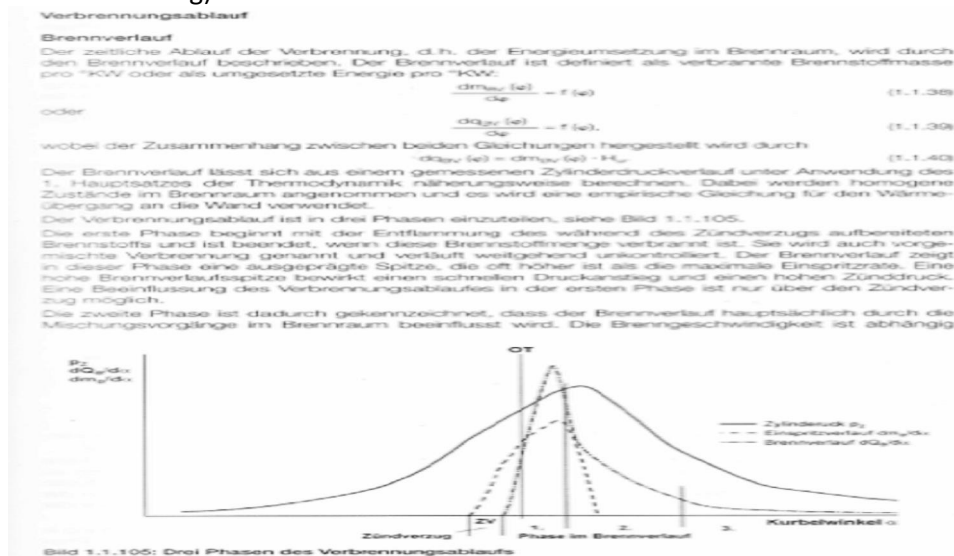 Verbrennungsablauf
Brennverlauf
Der zeitliche Ablauf der Verbrennung, d.h. der Energieumsetzung im Brennraum, wird durch
den Brennverlauf beschrieben. Der Brennverlauf ist definiert als verbrannte Brennstoffmasse
pro °KW oder als umgesetzte Energie pro °KW:
dm_BV (φ) / dφ = f (φ) (1.1.38)
oder
dq_BV (φ) / dφ = f (φ), (1.1.39)
wobei der Zusammenhang zwischen beiden Gleichungen hergestellt wird durch
dq_BV (φ) = dm_BV (φ) · H_u. (1.1.40)
Der Brennverlauf lässt sich aus einem gemessenen Zylinderdruckverlauf unter Anwendung des
1. Hauptsatzes der Thermodynamik näherungsweise berechnen. Dabei werden homogene
Zustände im Brennraum angenommen und es wird eine empirische Gleichung für den Wärme-
übergang an die Wand verwendet.
Der Verbrennungsablauf ist in drei Phasen einzuteilen, siehe Bild 1.1.105.
Die erste Phase beginnt mit der Entflammung des während des Zündverzugs aufbereiteten
Brennstoffs und ist beendet, wenn diese Brennstoffmenge verbrannt ist. Sie wird auch vorge-
mischte Verbrennung genannt und verläuft weitgehend unkontrolliert. Der Brennverlauf zeigt
in dieser Phase eine ausgeprägte Spitze, die oft höher ist als die maximale Einspritzrate. Eine
hohe Brennverlaufsspitze bewirkt einen schnellen Druckanstieg und einen hohen Zünddruck.
Eine Beeinflussung des Verbrennungsablaufes in der ersten Phase ist nur über den Zündver-
zug möglich.
Die zweite Phase ist dadurch gekennzeichnet, dass der Brennverlauf hauptsächlich durch die
Mischungsvorgänge im Brennraum beeinflusst wird. Die Brenngeschwindigkeit ist abhängig
OT
p_Z
Zylinderuck p_z
Einspritzverlauf
Brennverlauf
ZV 1. 2. 3. Kurbelwinkel α
Zündverzug Phase im Brennverlauf
Bild 1.1.105: Drei Phasen des Verbrennungsablaufs